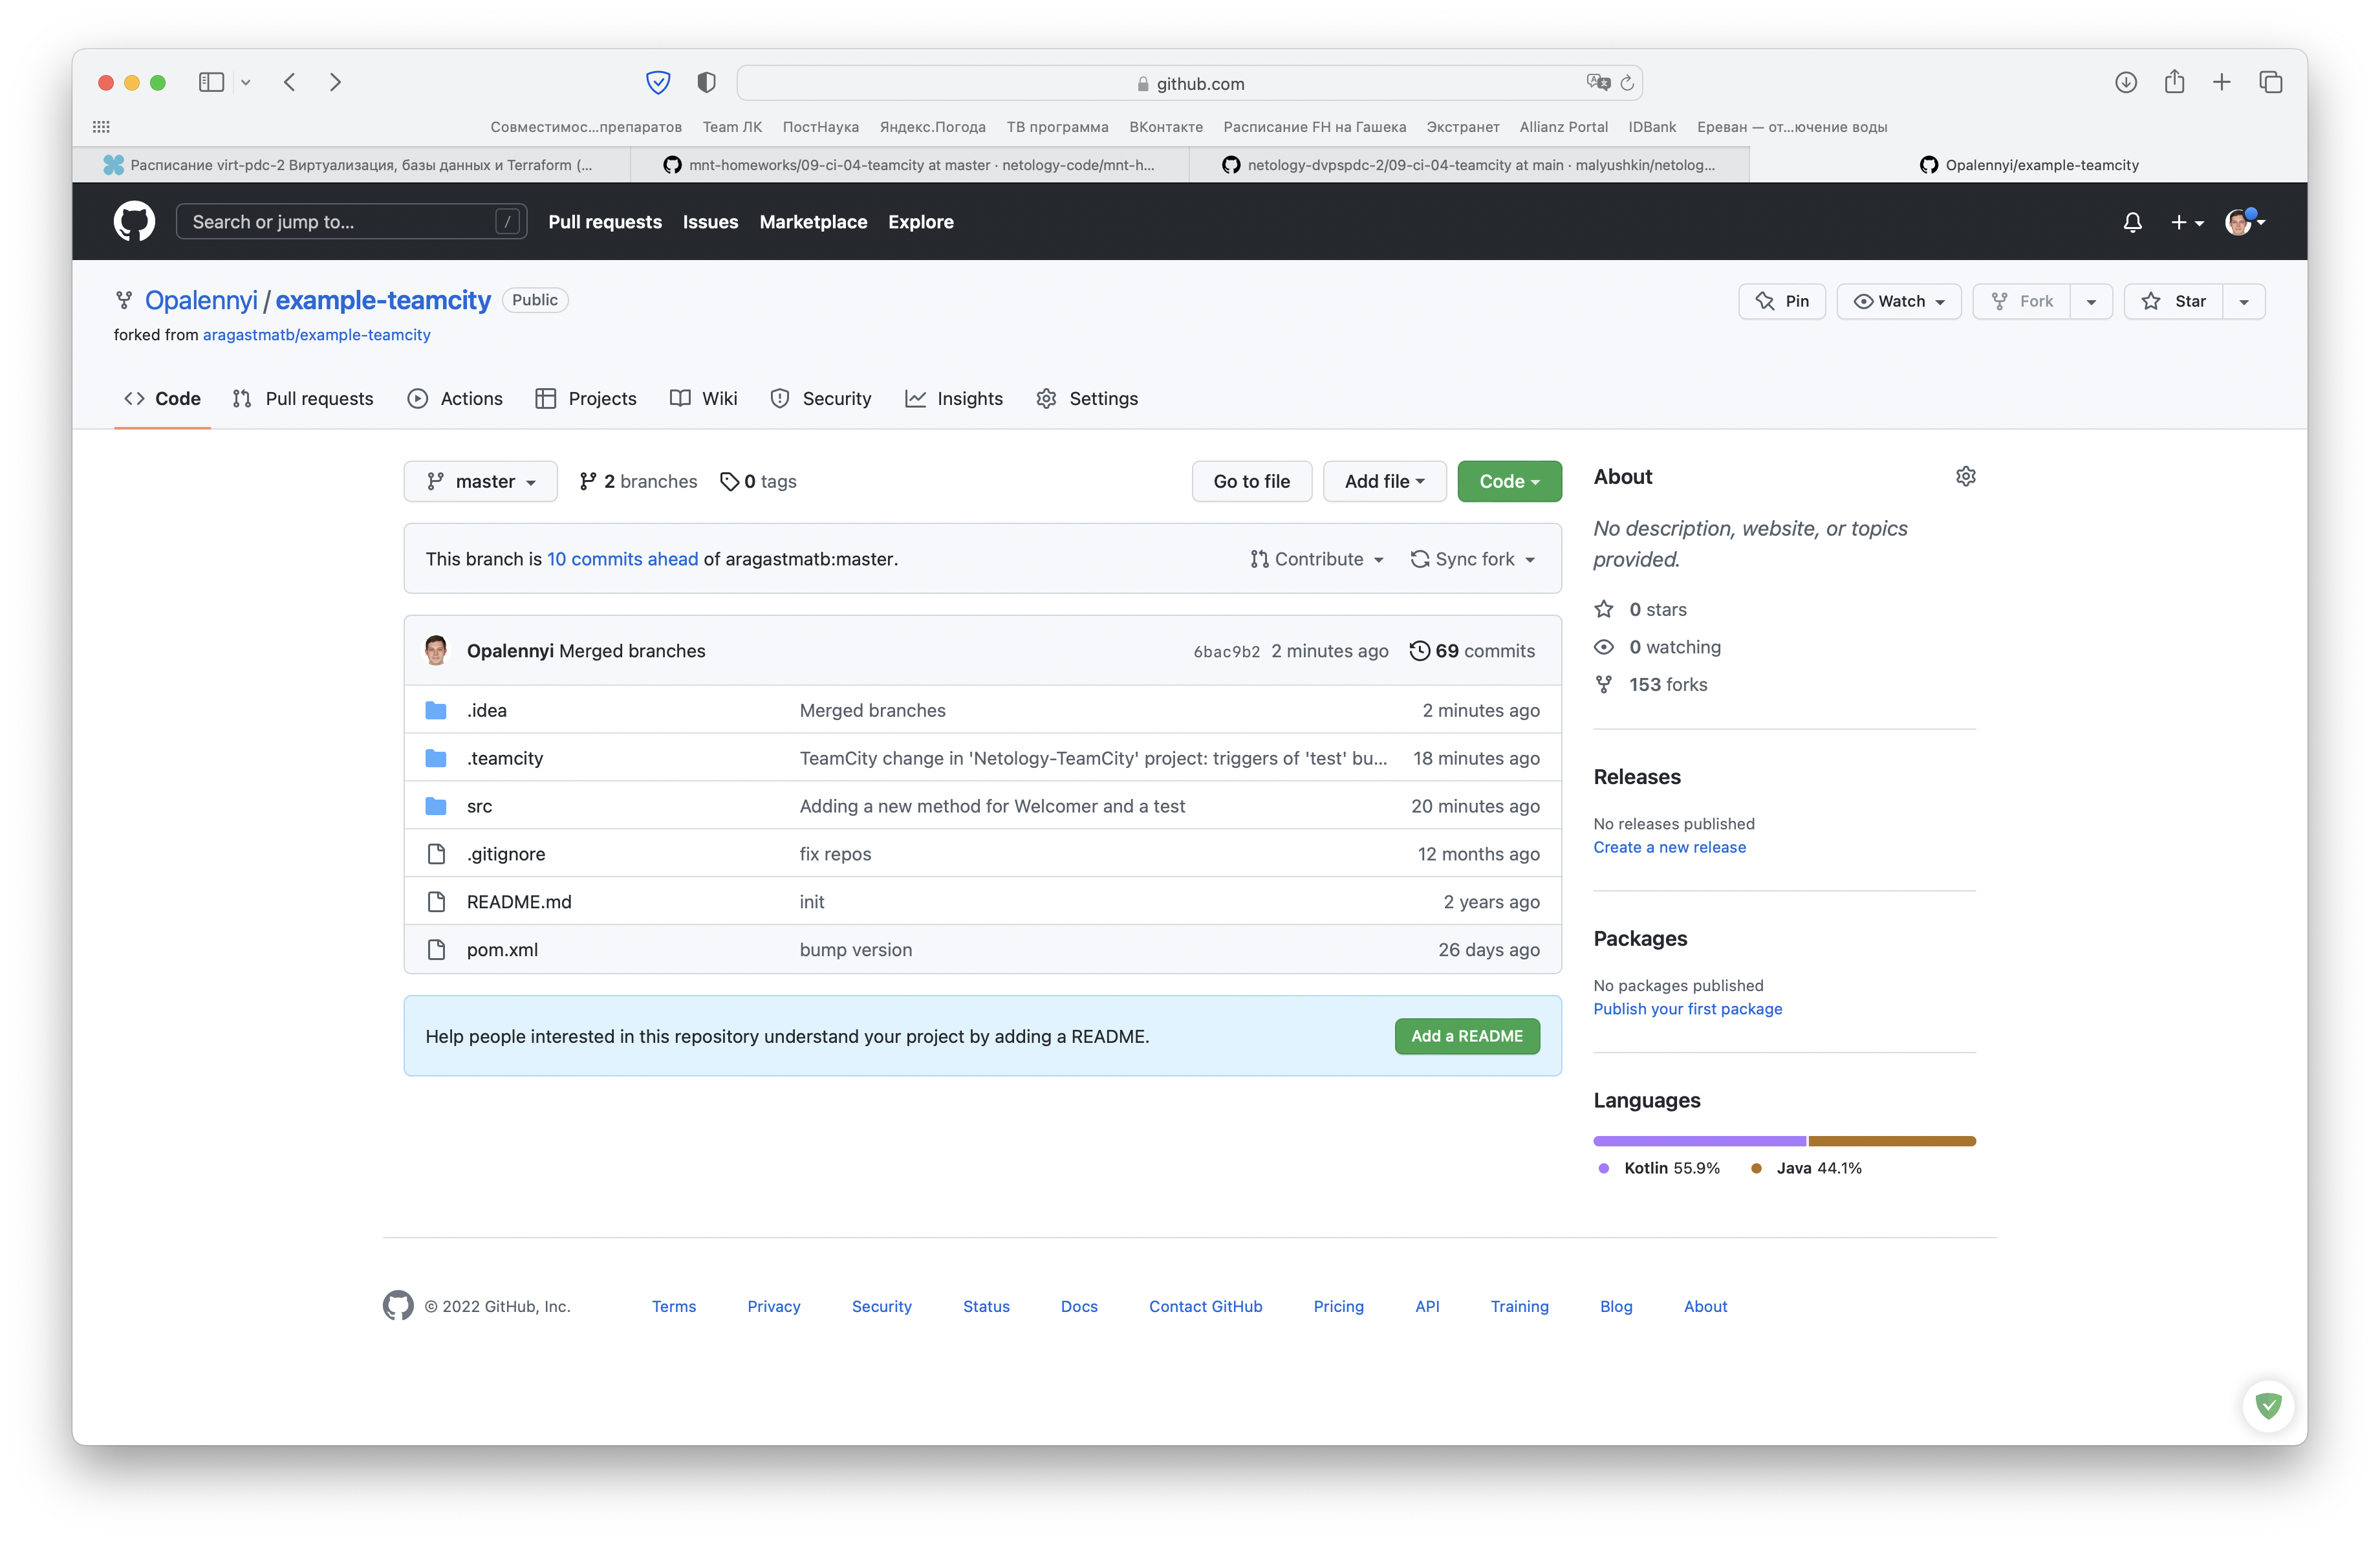 github.com
Совместимос...препаратов Team ЛК ПостНаука Яндекс.Погода ТВ программа ВКонтакте Расписание FH на Гашека Экстранет Allianz Portal IDBank Ереван — от...ючение воды
Расписание virt-pdc-2 Виртуализация, базы данных и Terraform (... mnt-homeworks/09-ci-04-teamcity at master · netology-code/mnt-h... netology-dvpspdc-2/09-ci-04-teamcity at main · malyushkin/netolog... Opalennyi/example-teamcity
Search or jump to... / Pull requests Issues Marketplace Explore
Opalennyi / example-teamcity Public Pin Watch Fork Star
forked from aragastmatb/example-teamcity
Code Pull requests Actions Projects Wiki Security Insights Settings
master 2 branches 0 tags Go to file Add file Code
This branch is 10 commits ahead of aragastmatb:master. Contribute Sync fork
Opalennyi Merged branches 6bac9b2 2 minutes ago 69 commits
.idea Merged branches 2 minutes ago
.teamcity TeamCity change in 'Netology-TeamCity' project: triggers of 'test' bu... 18 minutes ago
src Adding a new method for Welcomer and a test 20 minutes ago
.gitignore fix repos 12 months ago
README.md init 2 years ago
pom.xml bump version 26 days ago
Help people interested in this repository understand your project by adding a README. Add a README
About
No description, website, or topics
provided.
0 stars
0 watching
153 forks
Releases
No releases published
Create a new release
Packages
No packages published
Publish your first package
Languages
Kotlin 55.9% Java 44.1%
© 2022 GitHub, Inc. Terms Privacy Security Status Docs Contact GitHub Pricing API Training Blog About